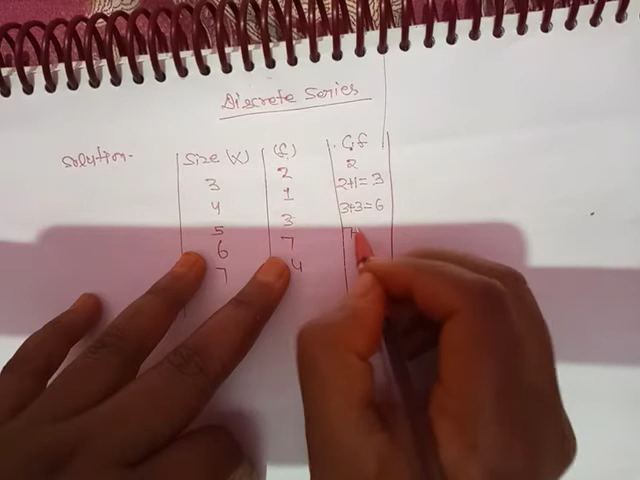 Discrete Series
Solution- Size (X) (f) C.f
3 2 2
4 1 2+1=3
5 3 3+3=6
6 7 7+
7 4